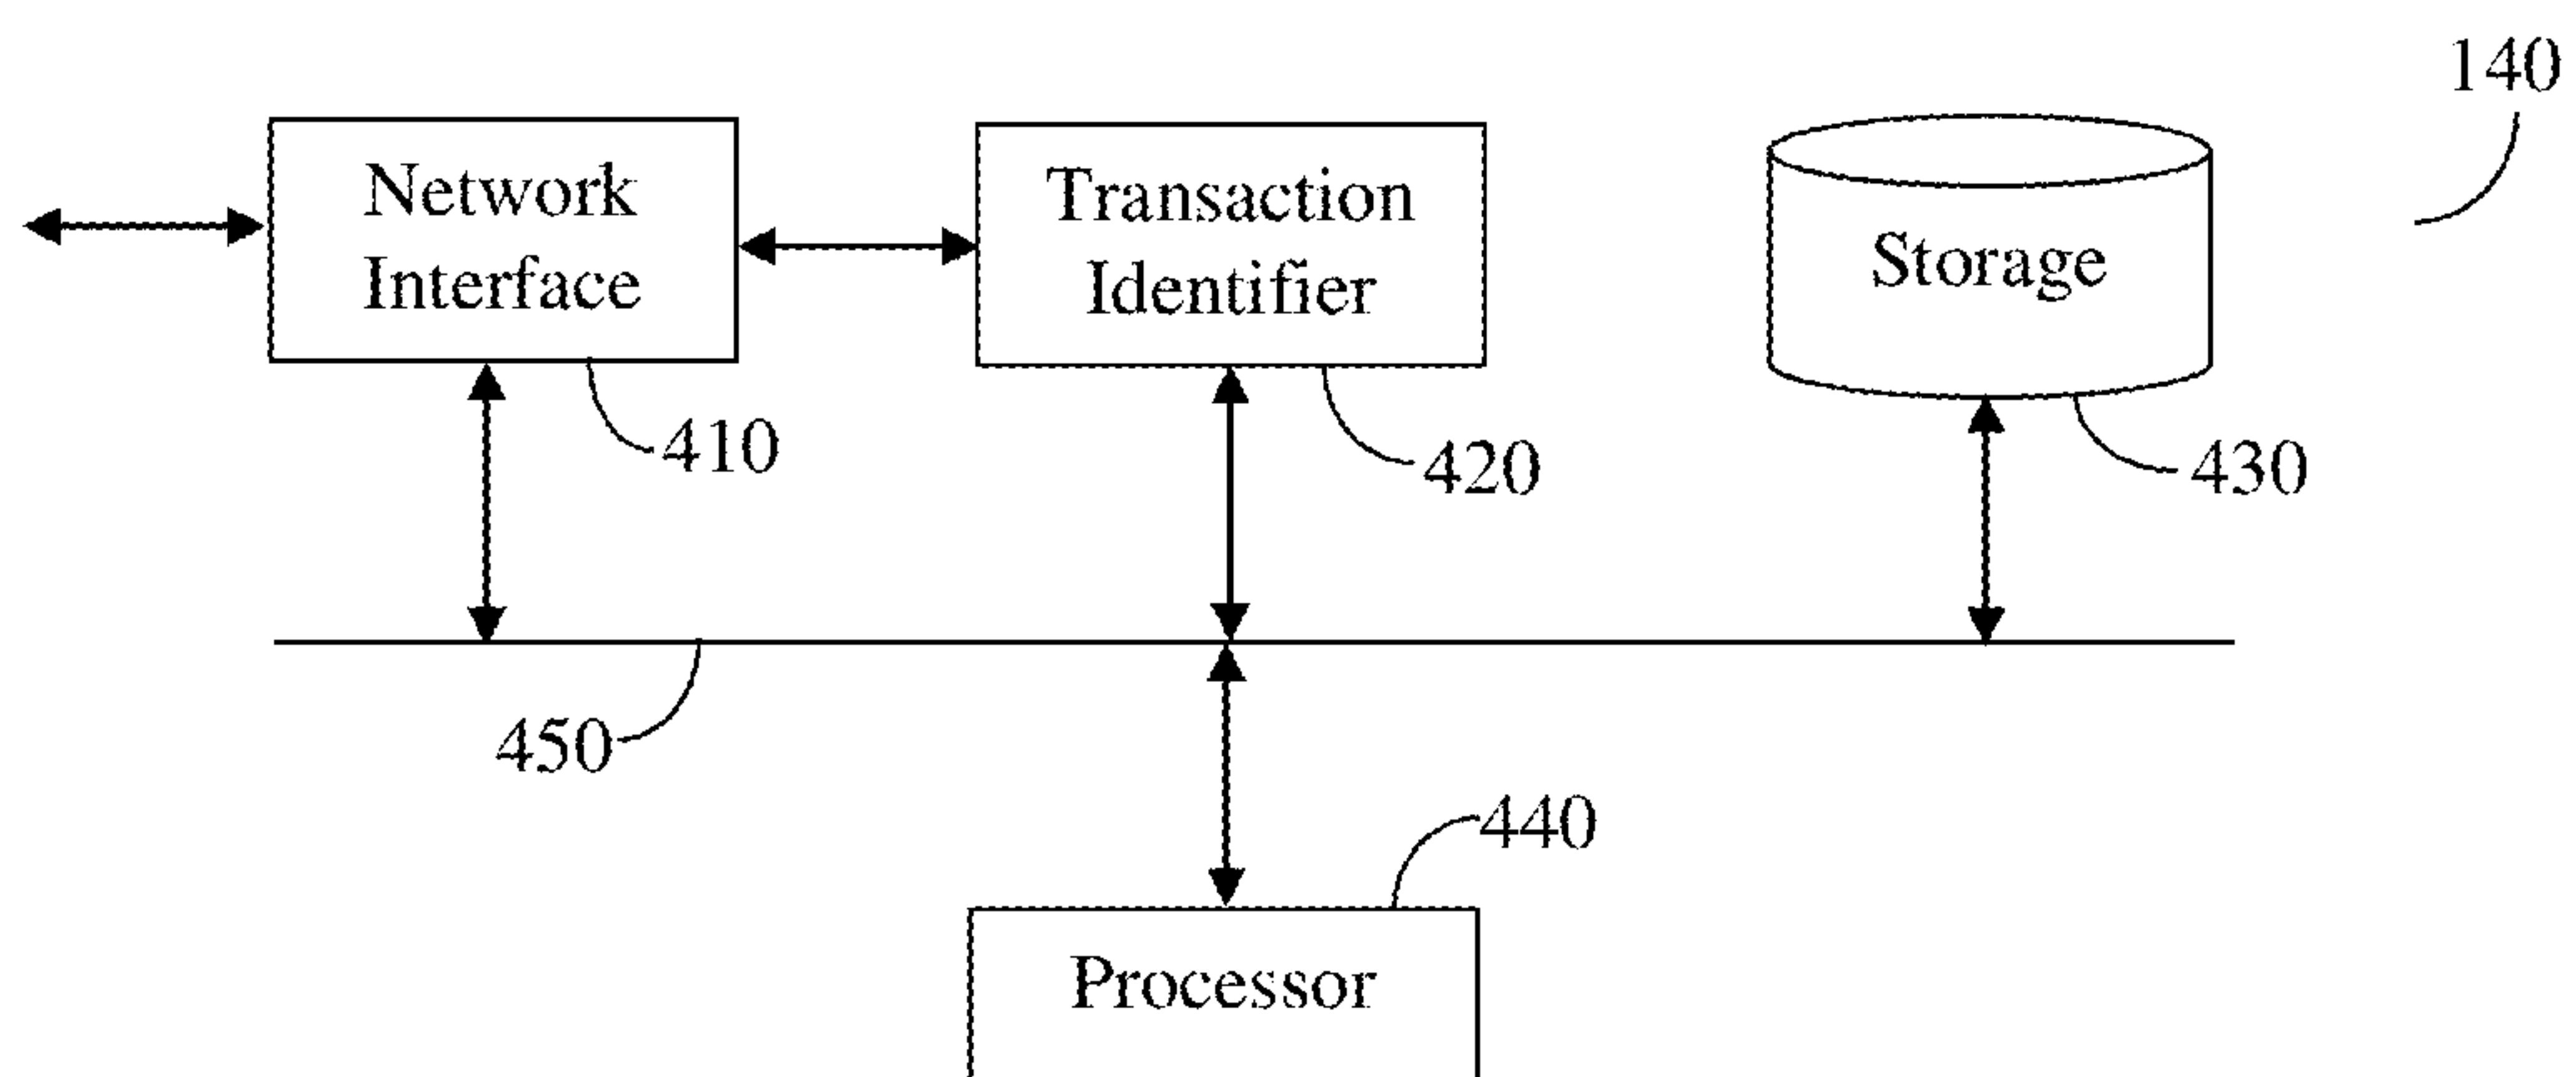 140
Network
Interface
Transaction
Identifier
Storage
410
420
430
450
440
Processor